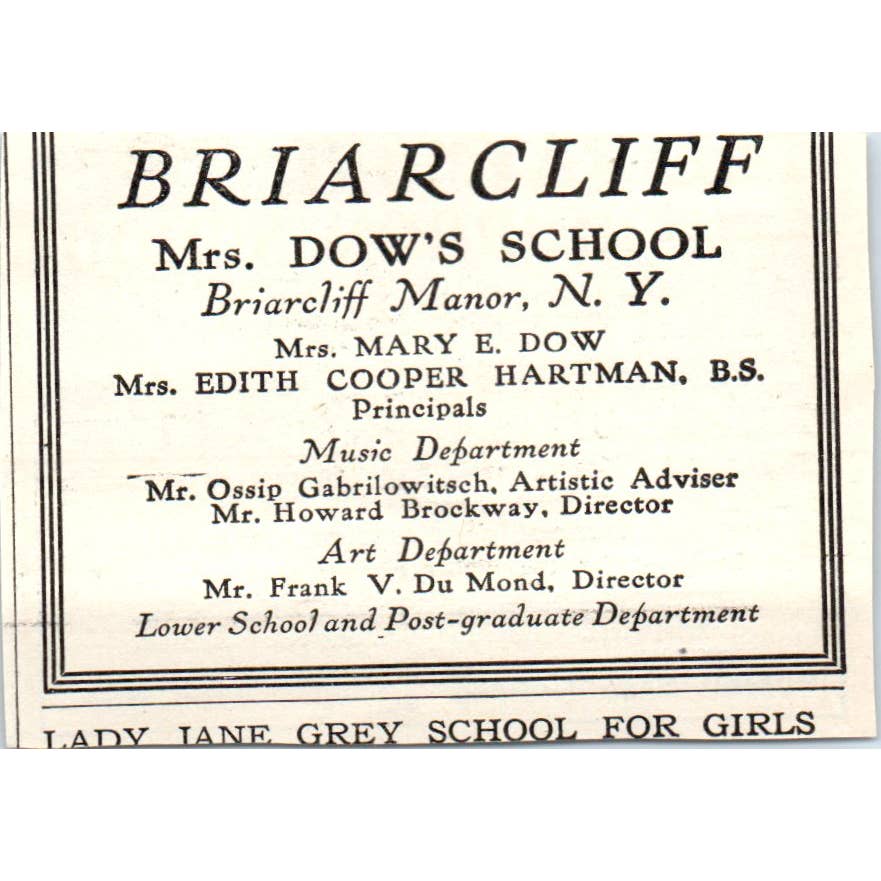 BRIARCLIFF
Mrs. DOW'S SCHOOL
Briarcliff Manor, N. Y.
Mrs. MARY E. DOW
Mrs. EDITH COOPER HARTMAN, B.S.
Principals
Music Department
Mr. Ossip Gabrilowitsch, Artistic Adviser
Mr. Howard Brockway, Director
Art Department
Mr. Frank V. Du Mond, Director
Lower School and Post-graduate Department
LADY JANE GREY SCHOOL FOR GIRLS